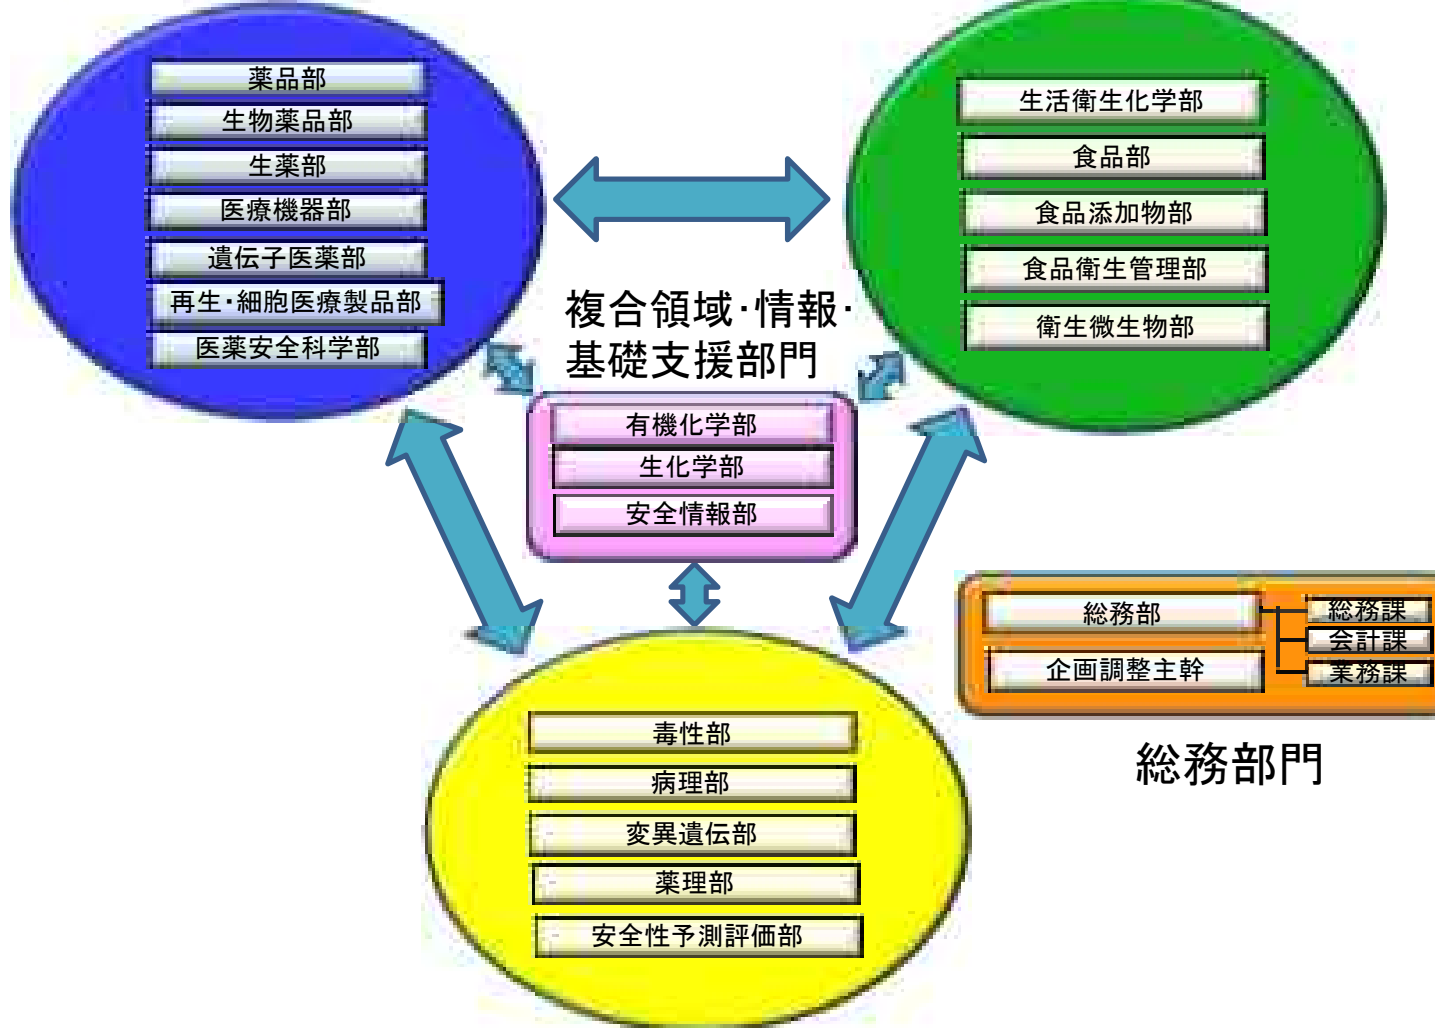 薬品部
生物薬品部
生薬部
医療機器部
遺伝子医薬部
再生・細胞医療製品部
医薬安全科学部
生活衛生化学部
食品部
食品添加物部
食品衛生管理部
衛生微生物部
複合領域・情報・
基礎支援部門
有機化学部
生化学部
安全情報部
総務部
企画調整主幹
総務課
会計課
業務課
総務部門
毒性部
病理部
変異遺伝部
薬理部
安全性予測評価部